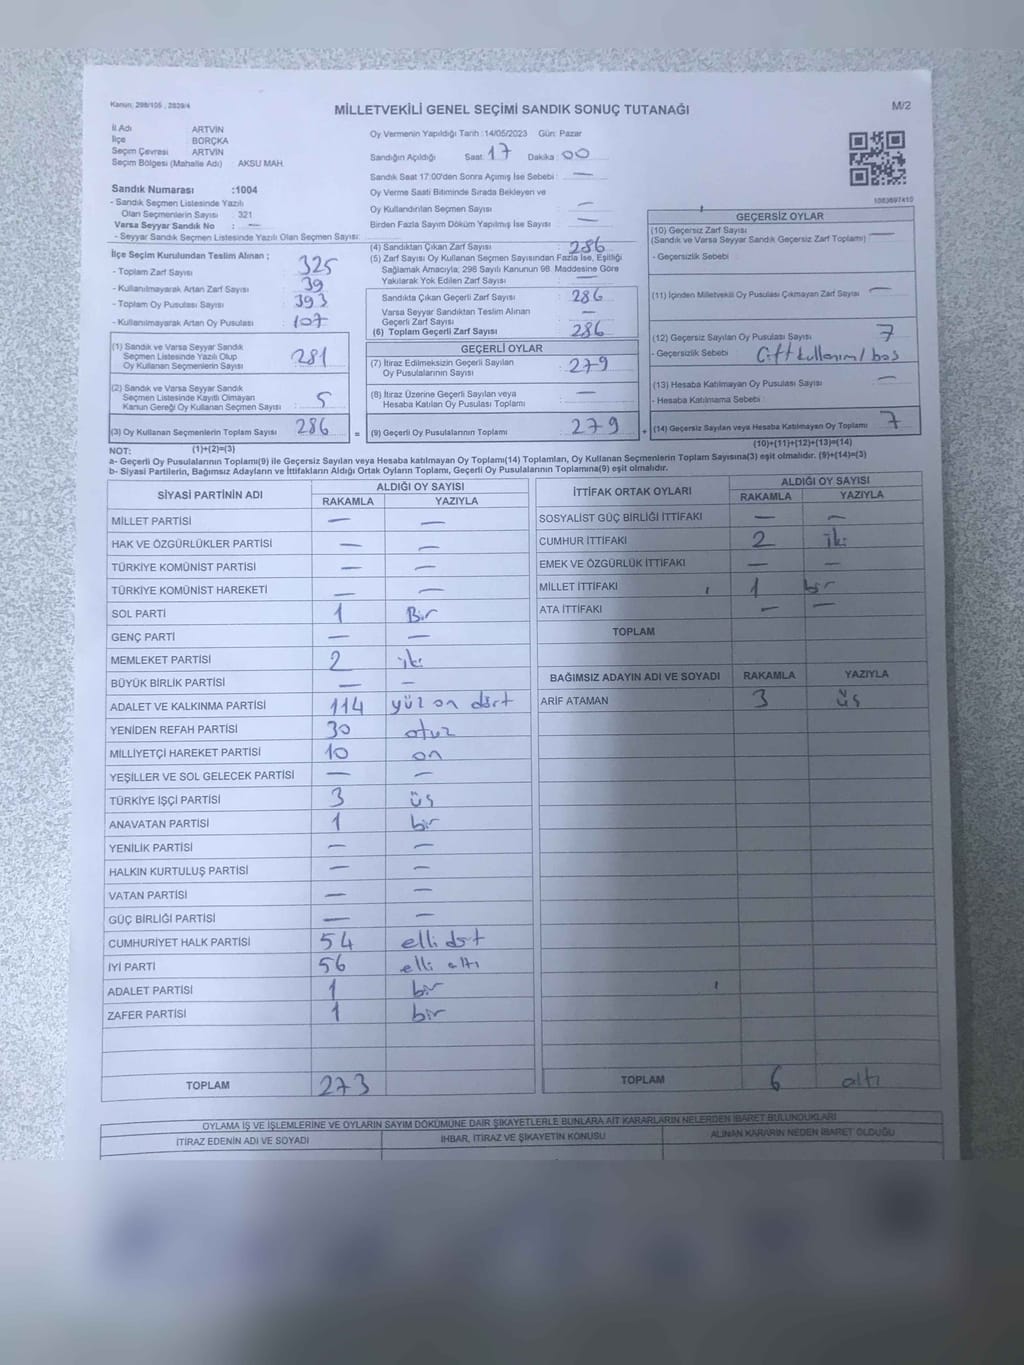 Kanun: 298/105 , 2839/4
MİLLETVEKİLİ GENEL SEÇİMİ SANDIK SONUÇ TUTANAĞI
M/2
İl Adı ARTVİN
İlçe BORÇKA
Seçim Çevresi ARTVİN
Seçim Bölgesi (Mahalle Adı) : AKSU MAH.
Sandık Numarası :1004
- Sandık Seçmen Listesinde Yazılı
Olan Seçmenlerin Sayısı : 321
Varsa Seyyar Sandık No : —
- Seyyar Sandık Seçmen Listesinde Yazılı Olan Seçmen Sayısı:
İlçe Seçim Kurulundan Teslim Alınan ;
- Toplam Zarf Sayısı 325
- Kullanılmayarak Artan Zarf Sayısı 39
- Toplam Oy Pusulası Sayısı 393
- Kullanılmayarak Artan Oy Pusulası 107
(1) Sandık ve Varsa Seyyar Sandık
Seçmen Listesinde Yazılı Olup
Oy Kullanan Seçmen Sayısı 281
(2) Sandık ve Varsa Seyyar Sandık
Seçmen Listesinde Kayıtlı Olmayan
Kanun Gereği Oy Kullanan Seçmen Sayısı 5
(3) Oy Kullanan Seçmenlerin Toplam Sayısı 286
Oy Vermenin Yapıldığı Tarih :14/05/2023 Gün: Pazar
Sandığın Açıldığı Saat: 17 Dakika: 00
Sandık Saat 17:00'den Sonra Açımış İse Sebebi : —
Oy Verme Saati Bitiminde Sırada Bekleyen ve
Oy Kullandırılan Seçmen Sayısı —
Birden Fazla Sayım Döküm Yapılmış İse Sayısı —
(4) Sandıktan Çıkan Zarf Sayısı : 286
(5) Zarf Sayısı Oy Kullanan Seçmen Sayısından Fazla İse, Eşitliği
Sağlamak Amacıyla; 298 Sayılı Kanunun 98. Maddesine Göre
Yakılarak Yok Edilen Zarf Sayısı : —
Sandıkta Çıkan Geçerli Zarf Sayısı : 286
Varsa Seyyar Sandıktan Teslim Alınan
Geçerli Zarf Sayısı : —
(6) Toplam Geçerli Zarf Sayısı : 286
GEÇERLİ OYLAR
(7) İtiraz Edilmeksizin Geçerli Sayılan
Oy Pusulalarının Sayısı : 279
(8) İtiraz Üzerine Geçerli Sayılan veya
Hesaba Katılan Oy Pusulası Toplamı : —
= (9) Geçerli Oy Pusulalarının Toplamı : 279 +
1083697410
GEÇERSİZ OYLAR
(10) Geçersiz Zarf Sayısı —
(Sandık ve Varsa Seyyar Sandık Geçersiz Zarf Toplamı)
- Geçersizlik Sebebi :
(11) İçinden Milletvekili Oy Pusulası Çıkmayan Zarf Sayısı —
(12) Geçersiz Sayılan Oy Pusulası Sayısı : 7
- Geçersizlik Sebebi : Çift kullanım/boş
(13) Hesaba Katılmayan Oy Pusulası Sayısı : —
- Hesaba Katılmama Sebebi :
(14) Geçersiz Sayılan veya Hesaba Katılmayan Oy Toplamı : 7
NOT: (1)+(2)=(3) (10)+(11)+(12)+(13)=(14)
a- Geçerli Oy Pusulalarının Toplamı(9) ile Geçersiz Sayılan veya Hesaba Katılmayan Oy Toplamı(14) Toplamları, Oy Kullanan Seçmenlerin Toplam Sayısına(3) eşit olmalıdır. (9)+(14)=(3)
b- Siyasi Partilerin, Bağımsız Adayların ve İttifakların Aldığı Ortak Oyların Toplamı, Geçerli Oy Pusulalarının Toplamına(9) eşit olmalıdır.
SİYASİ PARTİNİN ADI ALDIĞI OY SAYISI
RAKAMLA YAZIYLA
MİLLET PARTİSİ — —
HAK VE ÖZGÜRLÜKLER PARTİSİ — —
TÜRKİYE KOMÜNİST PARTİSİ — —
TÜRKİYE KOMÜNİST HAREKETİ — —
SOL PARTİ 1 Bir
GENÇ PARTİ — —
MEMLEKET PARTİSİ 2 iki
BÜYÜK BİRLİK PARTİSİ — —
ADALET VE KALKINMA PARTİSİ 114 yüz on dört
YENİDEN REFAH PARTİSİ 30 otuz
MİLLİYETÇİ HAREKET PARTİSİ 10 on
YEŞİLLER VE SOL GELECEK PARTİSİ — —
TÜRKİYE İŞÇİ PARTİSİ 3 üç
ANAVATAN PARTİSİ 1 bir
YENİLİK PARTİSİ — —
HALKIN KURTULUŞ PARTİSİ — —
VATAN PARTİSİ — —
GÜÇ BİRLİĞİ PARTİSİ — —
CUMHURİYET HALK PARTİSİ 54 elli dört
İYİ PARTİ 56 elli altı
ADALET PARTİSİ 1 bir
ZAFER PARTİSİ 1 bir
TOPLAM 273
İTTİFAK ORTAK OYLARI ALDIĞI OY SAYISI
RAKAMLA YAZIYLA
SOSYALİST GÜÇ BİRLİĞİ İTTİFAKI — —
CUMHUR İTTİFAKI 2 iki
EMEK VE ÖZGÜRLÜK İTTİFAKI — —
MİLLET İTTİFAKI 1 bir
ATA İTTİFAKI — —
TOPLAM
BAĞIMSIZ ADAYIN ADI VE SOYADI RAKAMLA YAZIYLA
ARİF ATAMAN 3 üç
TOPLAM 6 altı
OYLAMA İŞ VE İŞLEMLERİNE VE OYLARIN SAYIM DÖKÜMÜNE DAİR ŞİKAYETLERLE BUNLARA AİT KARARLARIN NELERDEN İBARET BULUNDUKLARI
İTİRAZ EDENİN ADI VE SOYADI İHBAR, İTİRAZ VE ŞİKAYETİN KONUSU ALINAN KARARIN NEDEN İBARET OLDUĞU